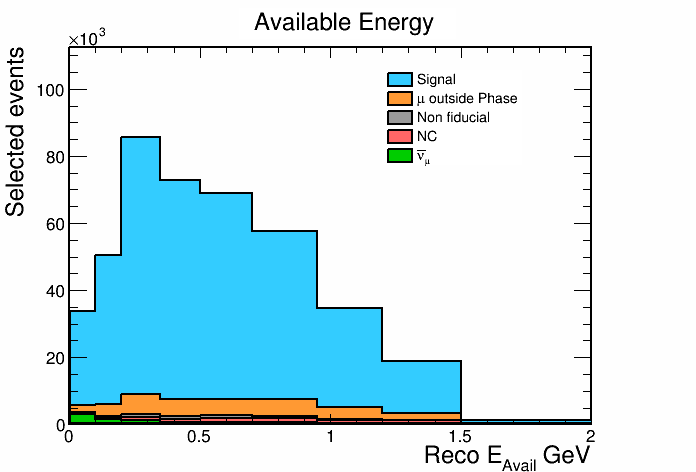 Available Energy
×10³
Selected events
100
80
60
40
20
0
Signal
μ outside Phase
Non fiducial
NC
ν̅_μ
0
0.5
1
1.5
2
Reco E_Avail GeV